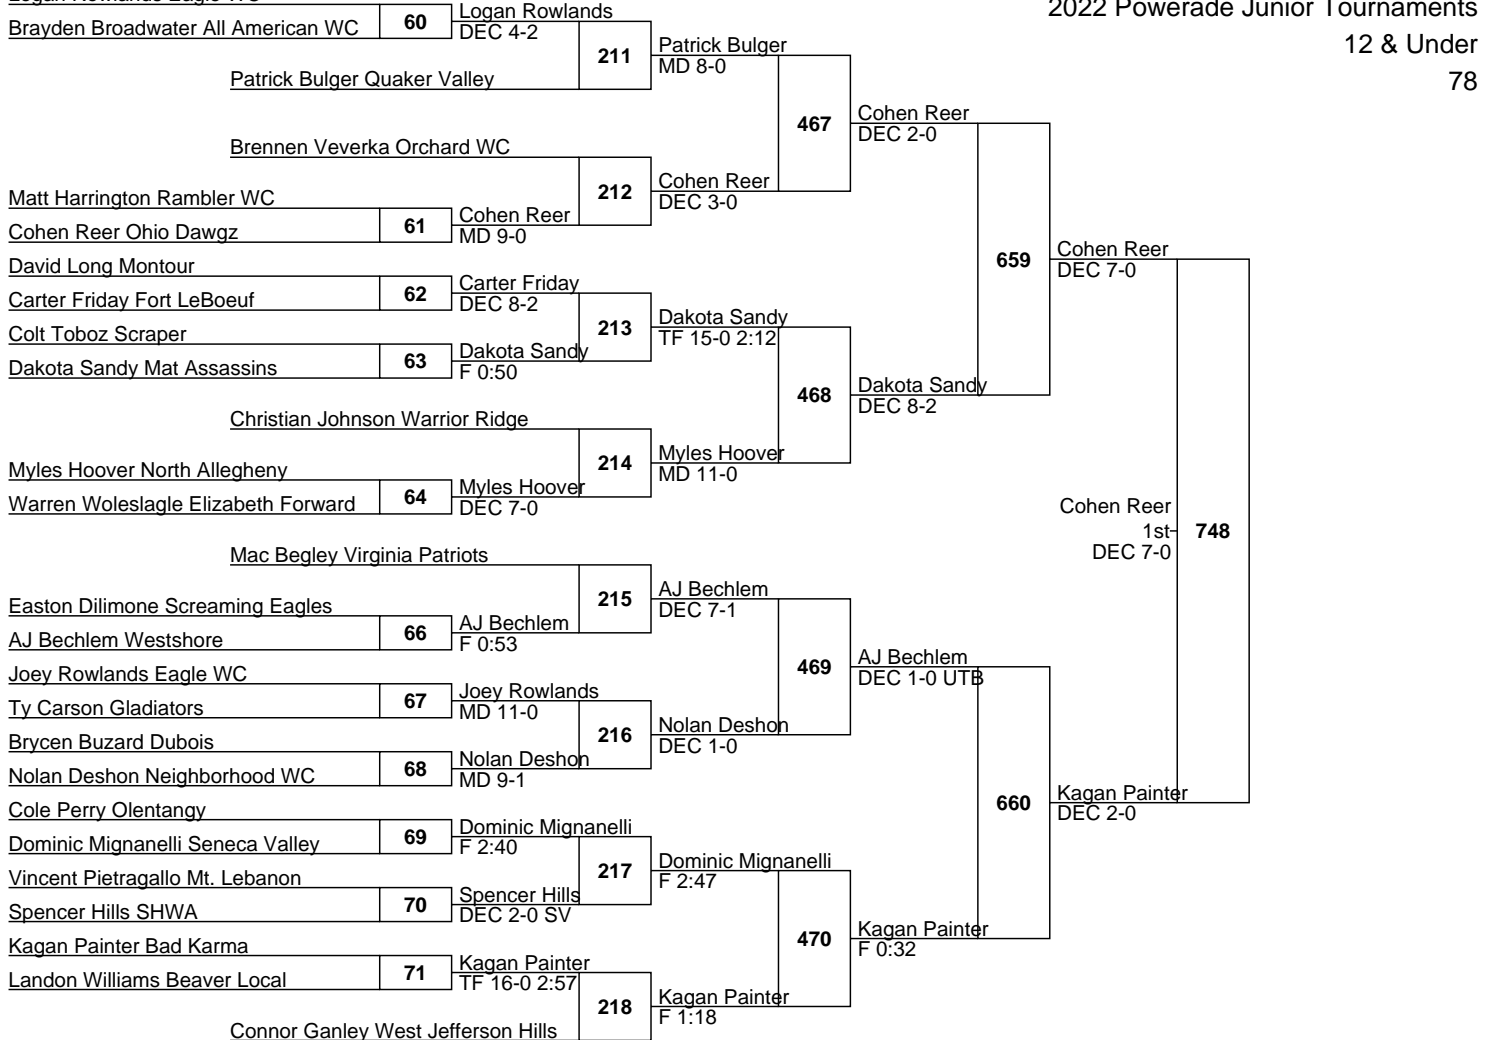 Logan Rowlands Eagle WC
2022 Powerade Junior Tournaments
12 & Under
78
Brayden Broadwater All American WC
60
Logan Rowlands
DEC 4-2
211
Patrick Bulger
MD 8-0
Patrick Bulger Quaker Valley
467
Cohen Reer
DEC 2-0
Brennen Veverka Orchard WC
212
Cohen Reer
DEC 3-0
Matt Harrington Rambler WC
61
Cohen Reer
MD 9-0
Cohen Reer Ohio Dawgz
659
Cohen Reer
DEC 7-0
David Long Montour
62
Carter Friday
DEC 8-2
Carter Friday Fort LeBoeuf
213
Dakota Sandy
TF 15-0 2:12
Colt Toboz Scraper
63
Dakota Sandy
F 0:50
Dakota Sandy Mat Assassins
468
Dakota Sandy
DEC 8-2
Christian Johnson Warrior Ridge
214
Myles Hoover
MD 11-0
Myles Hoover North Allegheny
64
Myles Hoover
DEC 7-0
Warren Woleslagle Elizabeth Forward
Cohen Reer
1st
DEC 7-0
748
Mac Begley Virginia Patriots
215
AJ Bechlem
DEC 7-1
Easton Dilimone Screaming Eagles
66
AJ Bechlem
F 0:53
AJ Bechlem Westshore
469
AJ Bechlem
DEC 1-0 UTB
Joey Rowlands Eagle WC
67
Joey Rowlands
MD 11-0
Ty Carson Gladiators
216
Nolan Deshon
DEC 1-0
Brycen Buzard Dubois
68
Nolan Deshon
MD 9-1
Nolan Deshon Neighborhood WC
660
Kagan Painter
DEC 2-0
Cole Perry Olentangy
69
Dominic Mignanelli
F 2:40
Dominic Mignanelli Seneca Valley
217
Dominic Mignanelli
F 2:47
Vincent Pietragallo Mt. Lebanon
70
Spencer Hills
DEC 2-0 SV
Spencer Hills SHWA
470
Kagan Painter
F 0:32
Kagan Painter Bad Karma
71
Kagan Painter
TF 16-0 2:57
Landon Williams Beaver Local
218
Kagan Painter
F 1:18
Connor Ganley West Jefferson Hills